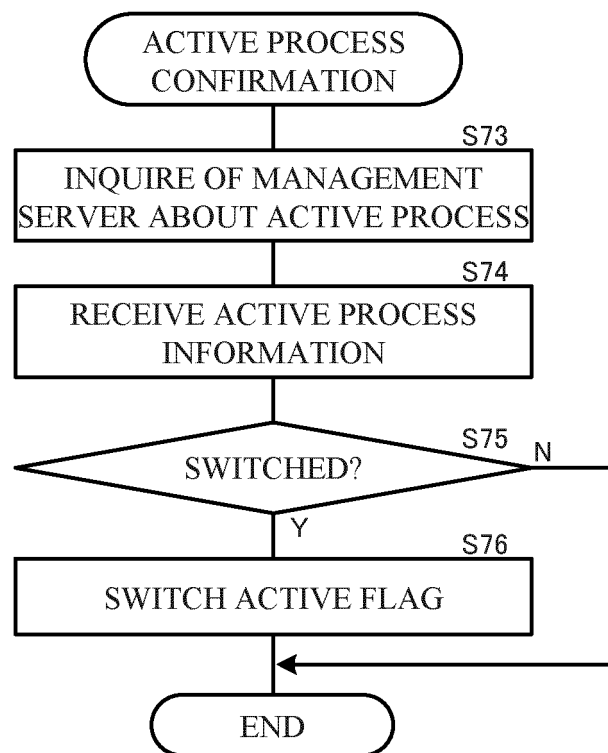 ACTIVE PROCESS
CONFIRMATION
S73
INQUIRE OF MANAGEMENT
SERVER ABOUT ACTIVE PROCESS
S74
RECEIVE ACTIVE PROCESS
INFORMATION
S75
SWITCHED?
N
Y
S76
SWITCH ACTIVE FLAG
END